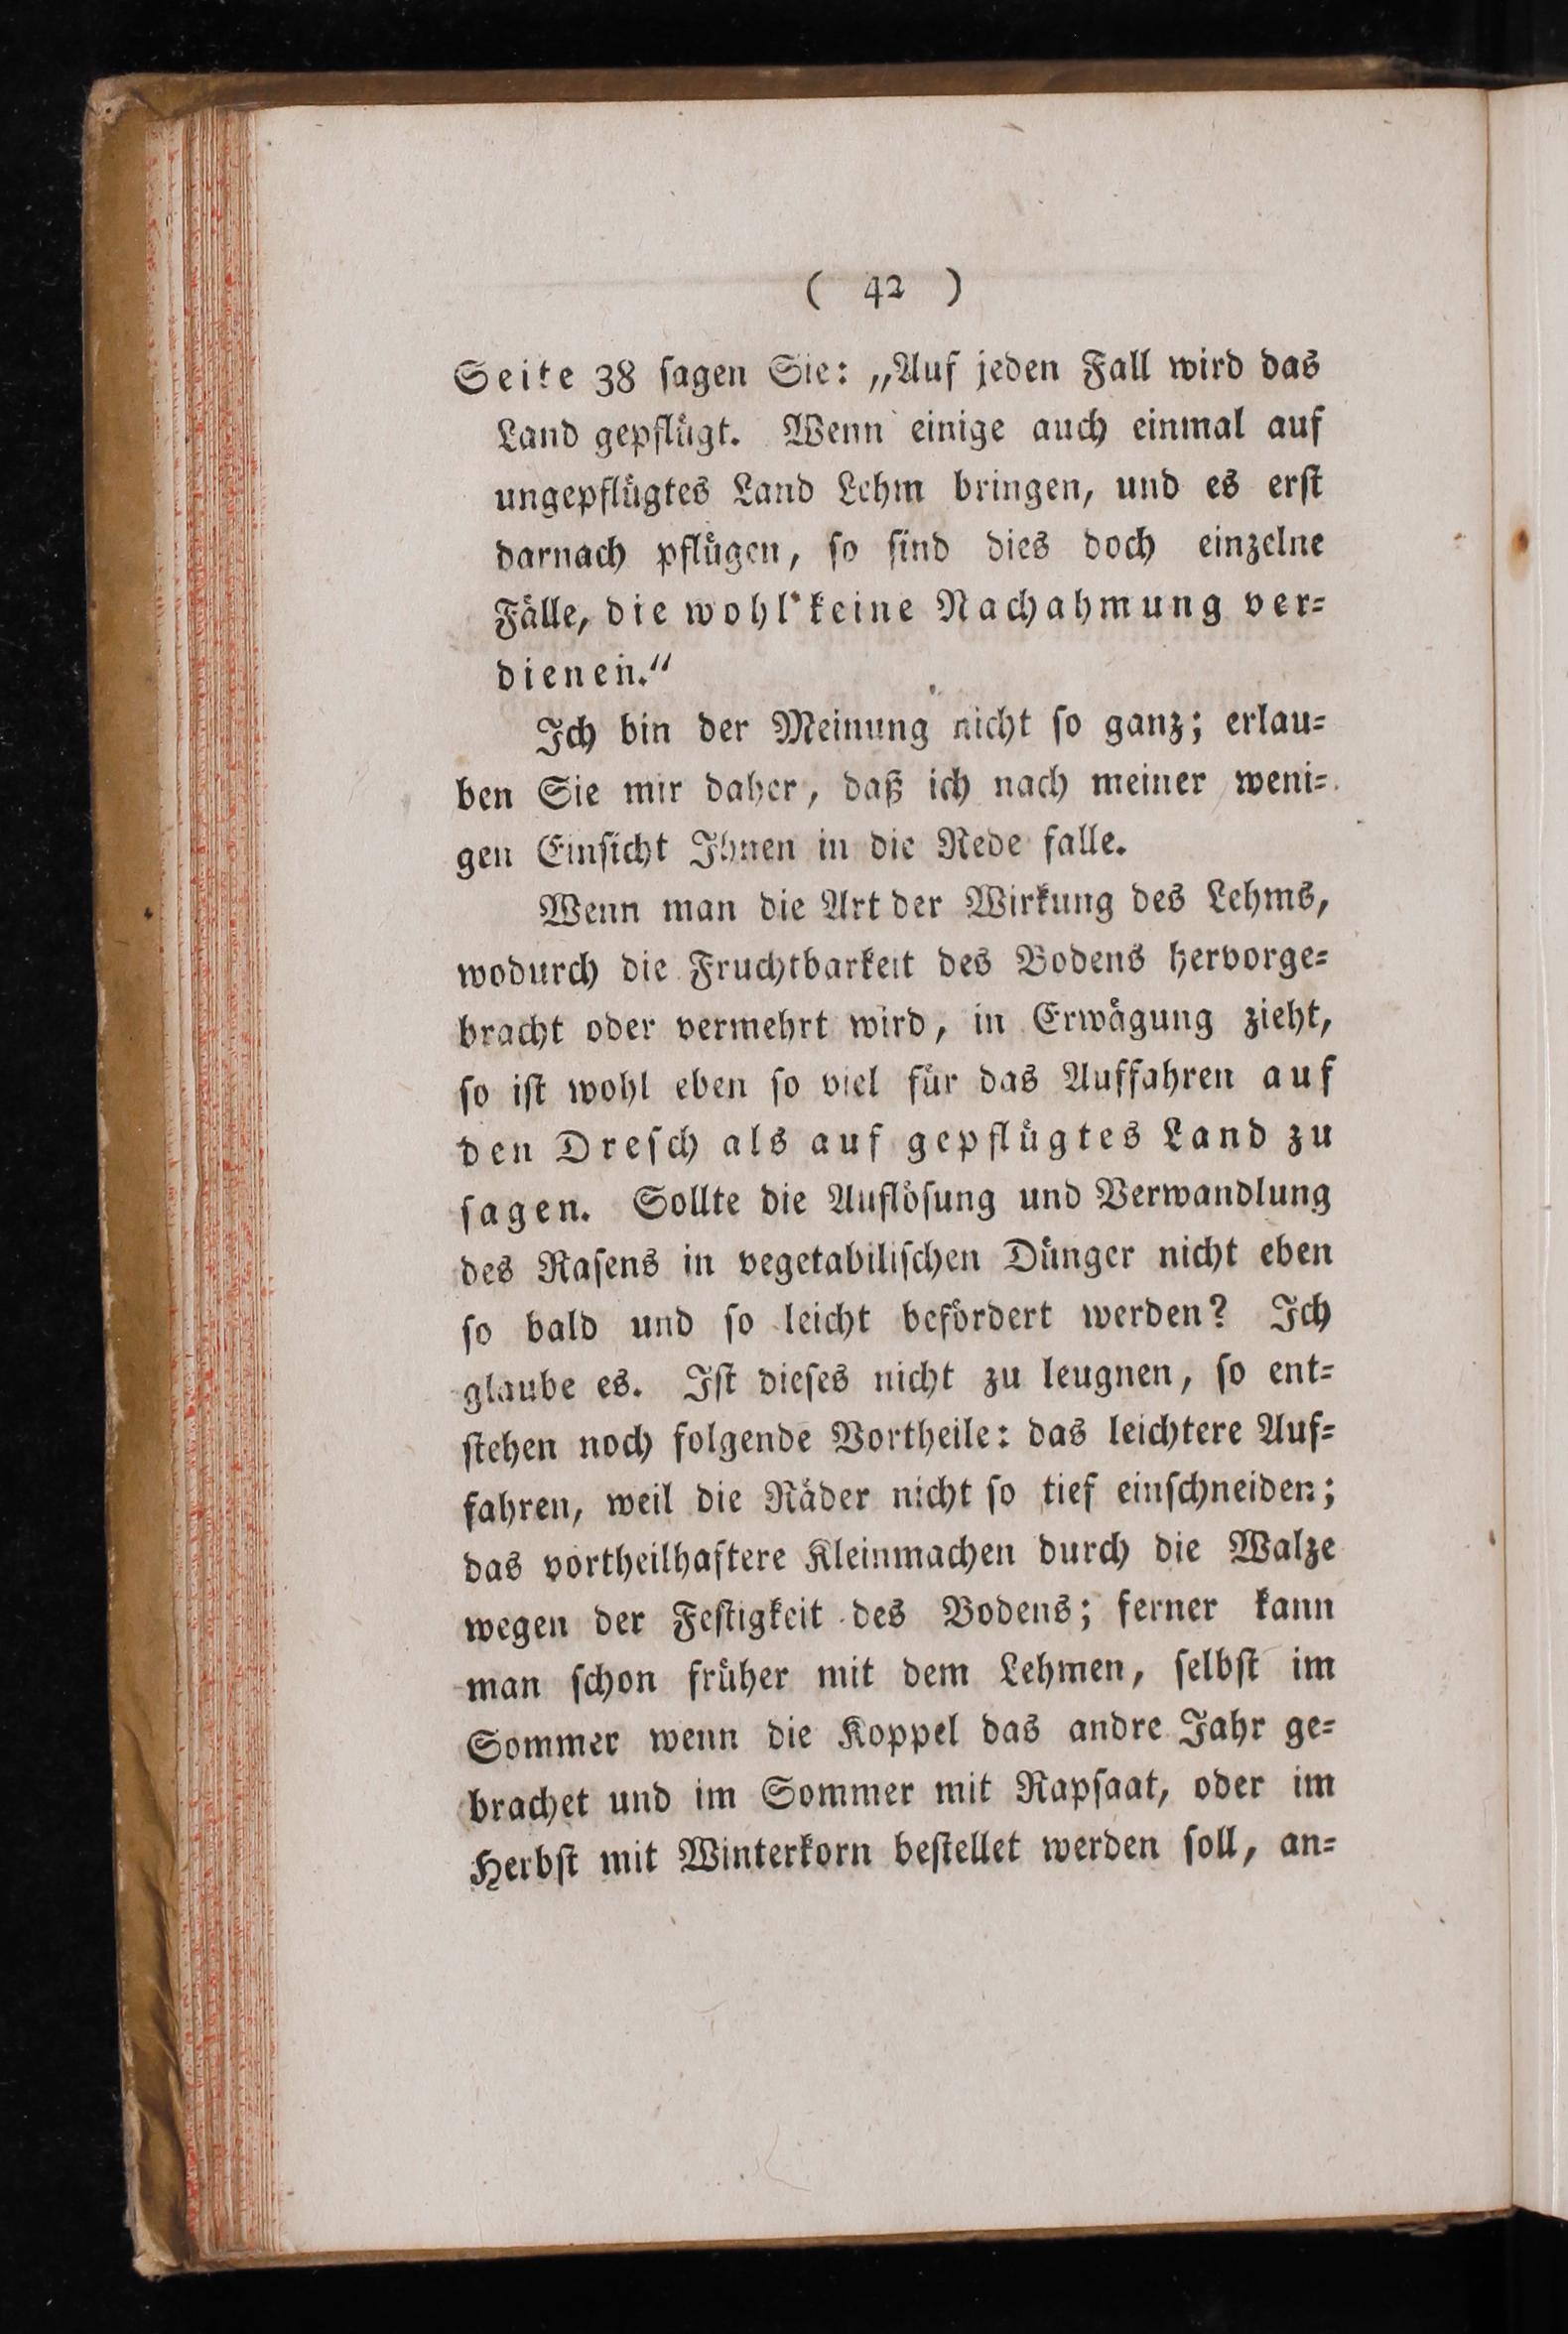 ( 42 )
Seite 38 ſagen Sie: „Auf jeden Fall wird das
Land gepflügt. Wenn einige auch einmal auf
ungepflügtes Land Lehm bringen, und es erſt
darnach pflügen, ſo ſind dies doch einzelne
Fälle, die wohl keine Nachahmung ver⸗
dienen.“
Ich bin der Meinung nicht ſo ganz; erlau⸗
ben Sie mir daher, daß ich nach meiner weni⸗
gen Einſicht Ihnen in die Rede falle.
Wenn man die Art der Wirkung des Lehms,
wodurch die Fruchtbarkeit des Bodens hervorge⸗
bracht oder vermehrt wird, in Erwägung zieht,
ſo iſt wohl eben ſo viel für das Auffahren auf
den Dreſch als auf gepflügtes Land zu
ſagen. Sollte die Auflöſung und Verwandlung
des Raſens in vegetabiliſchen Dünger nicht eben
ſo bald und ſo leicht befördert werden? Ich
glaube es. Iſt dieſes nicht zu leugnen, ſo ent⸗
ſtehen noch folgende Vortheile: das leichtere Auf⸗
fahren, weil die Räder nicht ſo tief einſchneiden;
das vortheilhaftere Kleinmachen durch die Walze
wegen der Feſtigkeit des Bodens; ferner kann
man ſchon früher mit dem Lehmen, ſelbſt im
Sommer wenn die Koppel das andre Jahr ge⸗
brachet und im Sommer mit Rapſaat, oder im
Herbſt mit Winterkorn beſtellet werden ſoll, an⸗